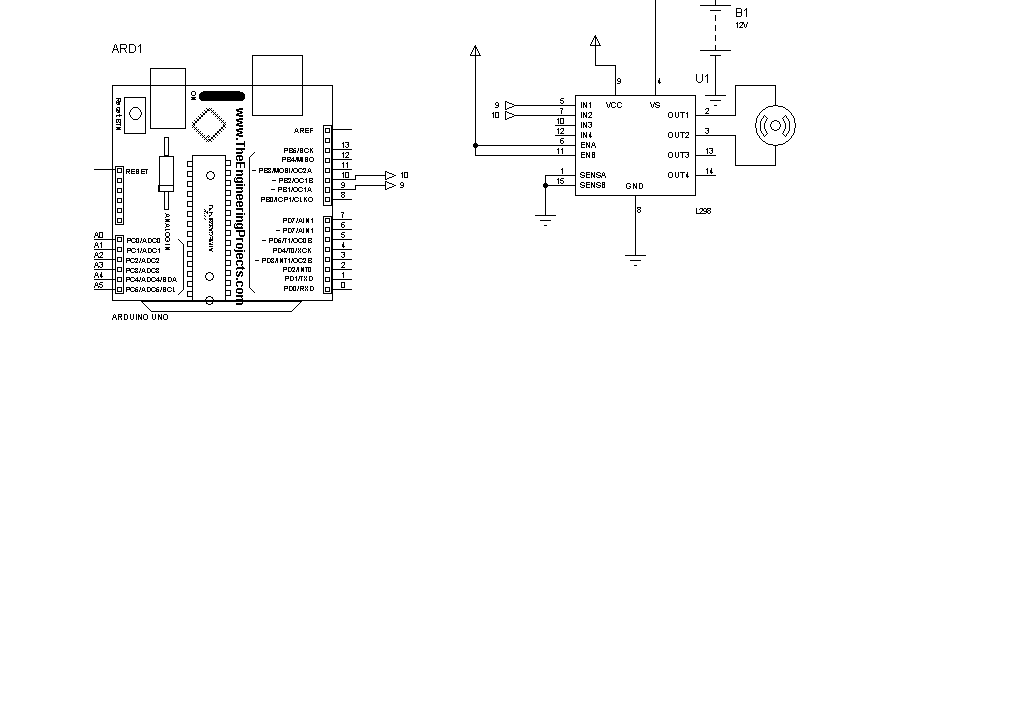 B1
12V
ARD1
U1
9
4
ON
Reset BTN
www.TheEngineeringProjects.com
9
5
IN1
VCC
VS
10
7
IN2
OUT1
2
10
IN3
12
IN4
OUT2
3
6
ENA
11
ENB
OUT3
13
1
SENSA
OUT4
14
15
SENSB
GND
8
L298
AREF
PB5/SCK
13
PB4/MISO
12
~ PB3/MOSI/OC2A
11
~ PB2/OC1B
10
10
~ PB1/OC1A
9
9
PB0/ICP1/CLKO
8
RESET
ANALOG IN
PD7/AIN1
7
~ PD7/AIN1
6
~ PD6/T1/OC0B
5
PD4/T0/XCK
4
~ PD3/INT1/OC2B
3
PD2/INT0
2
PD1/TXD
1
PD0/RXD
0
A0
PC0/ADC0
A1
PC1/ADC1
A2
PC2/ADC2
A3
PC3/ADC3
A4
PC4/ADC4/SDA
A5
PC5/ADC5/SCL
ARDUINO UNO